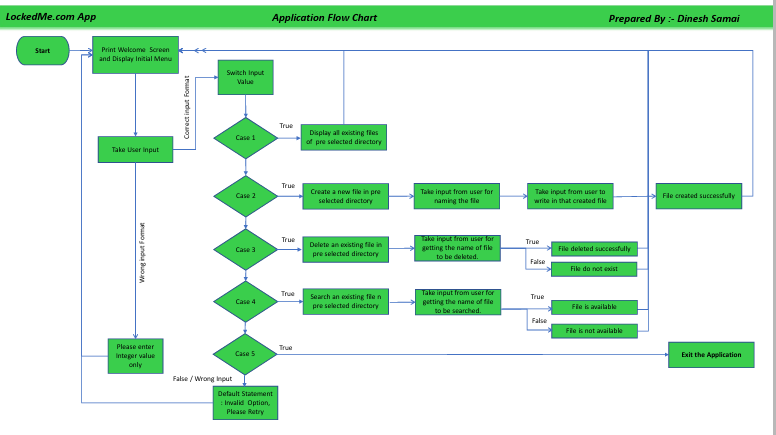 LockedMe.com App
Application Flow Chart
Prepared By :- Dinesh Samai
Start
Print Welcome Screen
and Display Initial Menu
Correct input Format
Switch Input
Value
Take User Input
Case 1
True
Display all existing files
of pre selected directory
Case 2
True
Create a new file in pre
selected directory
Take input from user for
naming the file
Take input from user to
write in that created file
File created successfully
Wrong input Format
Case 3
True
Delete an existing file in
pre selected directory
Take input from user for
getting the name of file
to be deleted.
True
File deleted successfully
False
File do not exist
Case 4
True
Search an existing file n
pre selected directory
Take input from user for
getting the name of file
to be searched.
True
File is available
False
File is not available
Please enter
Integer value
only
Case 5
True
Exit the Application
False / Wrong Input
Default Statement
: Invalid Option,
Please Retry